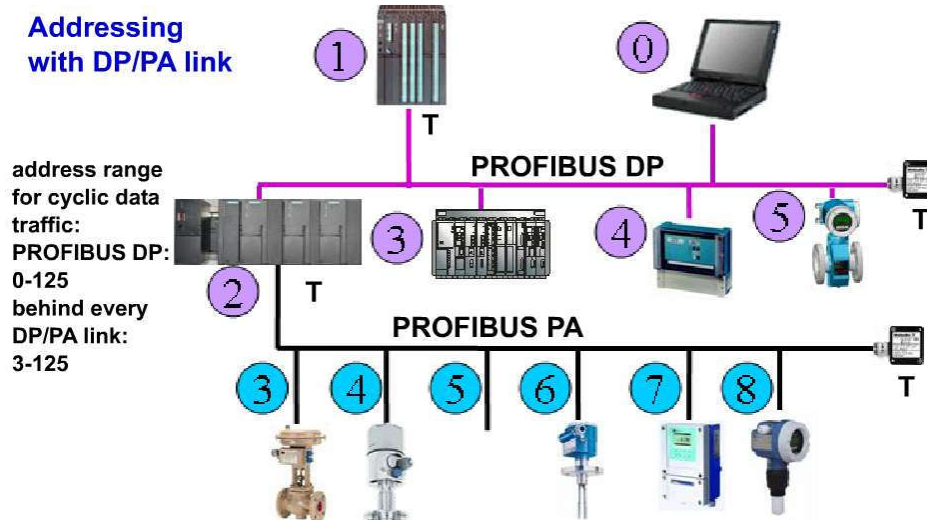 Addressing
with DP/PA link
1
0
T
PROFIBUS DP
T
address range
for cyclic data
traffic:
PROFIBUS DP:
0-125
behind every
DP/PA link:
3-125
2
3
4
5
T
PROFIBUS PA
T
3
4
5
6
7
8